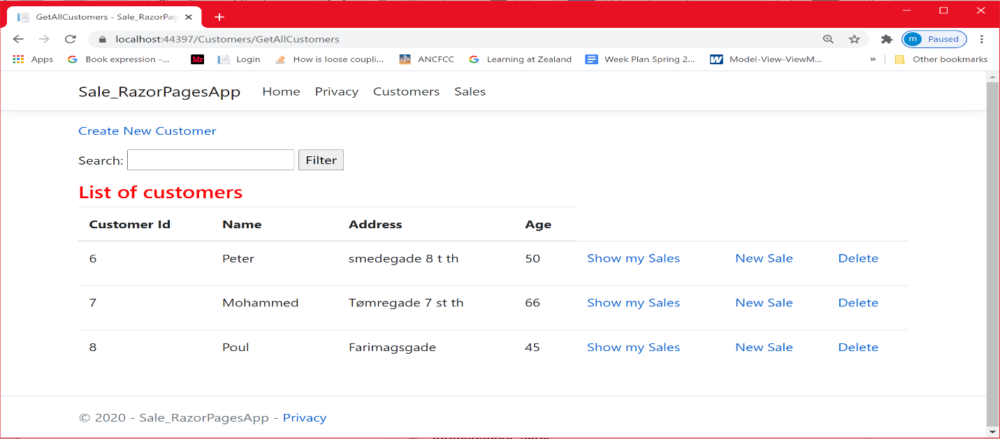 GetAllCustomers - Sale_RazorPag
localhost:44397/Customers/GetAllCustomers
m Paused
Apps Book expression -... Mr Login How is loose coupli... ANCFCC Learning at Zealand Week Plan Spring 2... W Model-View-ViewM... » Other bookmarks
Sale_RazorPagesApp Home Privacy Customers Sales
Create New Customer
Search: Filter
List of customers
Customer Id Name Address Age
6 Peter smedegade 8 t th 50 Show my Sales New Sale Delete
7 Mohammed Tømregade 7 st th 66 Show my Sales New Sale Delete
8 Poul Farimagsgade 45 Show my Sales New Sale Delete
© 2020 - Sale_RazorPagesApp - Privacy